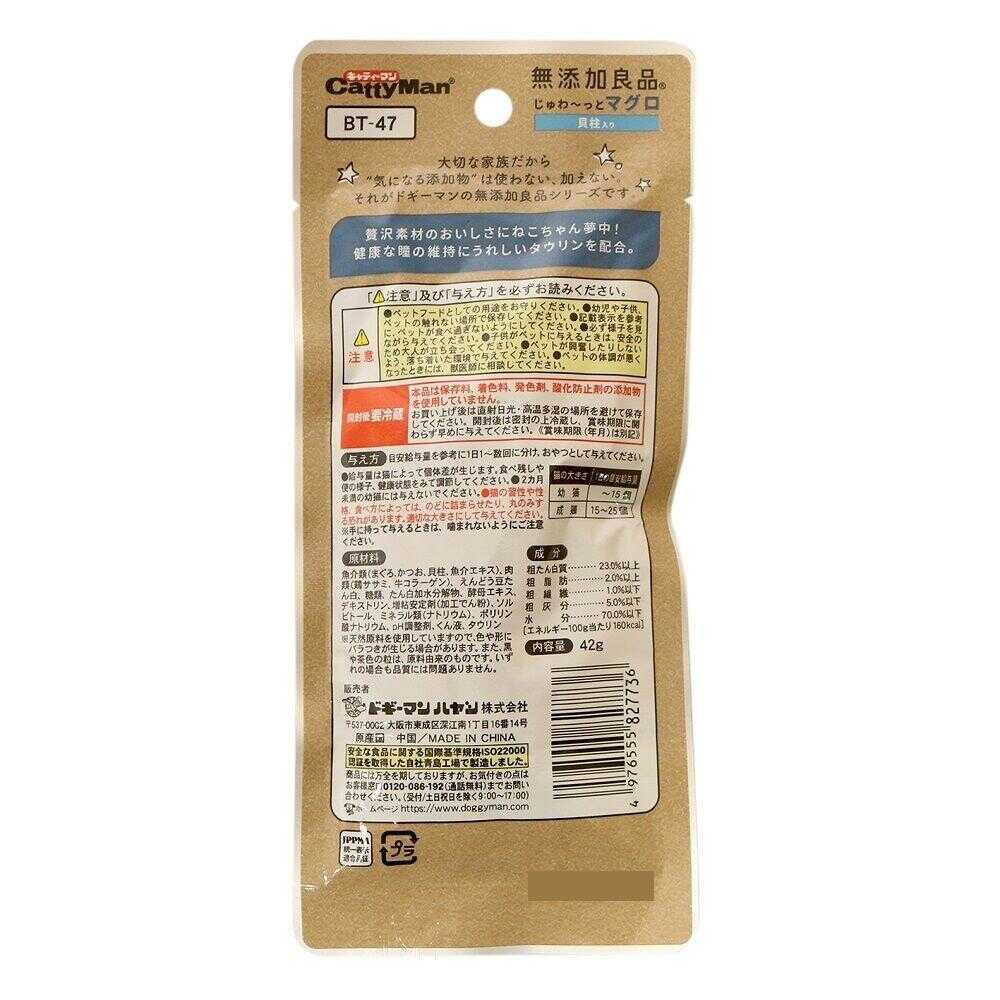 キャティーマン
CattyMan®
BT-47
無添加良品®
じゅわ〜っとマグロ
貝柱入り
大切な家族だから
"気になる添加物"は使わない、加えない。
それがドギーマンの無添加良品シリーズです。
贅沢素材のおいしさにねこちゃん夢中！
健康な瞳の維持にうれしいタウリンを配合。
「⚠注意」及び「与え方」を必ずお読みください。
注意
●ペットフードとしての用途をお守りください。●幼児や子供、
ペットの触れない場所で保存してください。●記載表示を参考
に、ペットが食べ過ぎないようにしてください。●必ず様子を見
ながら与えてください。●子供がペットに与えるときは、安全の
ため大人が立ち会ってください。●ペットが興奮したりしない
よう、落ち着いた環境で与えてください。●ペットの体調が悪く
なったときには、獣医師に相談してください。
開封後要冷蔵
本品は保存料、着色料、発色剤、酸化防止剤の添加物
を使用していません。
お買い上げ後は直射日光・高温多湿の場所を避けて保存
してください。開封後は密封の上冷蔵し、賞味期限に関
わらず早めに与えてください。《賞味期限（年月）は別記》
与え方 目安給与量を参考に1日1〜数回に分け、おやつとして与えてください。
●給与量は猫によって個体差が生じます。食べ残しや
便の様子、健康状態をみて調節してください。●2カ月
未満の幼猫には与えないでください。●猫の習性や性
格、食べ方によっては、のどに詰まらせたり、丸のみす
る恐れがあります。適切な大きさにして与えてください。
※手に持って与えるときは、噛まれないようにご注意
ください。
猫の大きさ 1日の目安給与量
幼猫 〜15個
成猫 15〜25個
原材料
魚介類（まぐろ、かつお、貝柱、魚介エキス）、肉
類（鶏ササミ、牛コラーゲン）、えんどう豆たん
白、糖類、たん白加水分解物、酵母エキス、
デキストリン、増粘安定剤（加工でん粉）、ソル
ビトール、ミネラル類（ナトリウム）、ポリリン
酸ナトリウム、pH調整剤、くん液、タウリン
※天然原料を使用していますので、色や形に
バラつきが生じる場合があります。また、黒
や茶色の粒は、原料由来のものです。いず
れの場合も品質には問題ありません。
成分
粗たん白質………23.0%以上
粗脂肪………2.0%以上
粗繊維………1.0%以下
粗灰分………5.0%以下
水分………70.0%以下
［エネルギー100g当たり160kcal］
内容量 42g
販売者
ドギーマンハヤシ株式会社
〒537-0002 大阪市東成区深江南1丁目16番14号
原産国 中国／MADE IN CHINA
安全な食品に関する国際基準規格ISO22000
認証を取得した自社青島工場で製造しました。
商品には万全を期しておりますが、お気付きの点は
お客様窓口0120-086-192（通話無料）までお問い
合わせください。（受付／土日祝日を除く9:00〜17:00）
ホームページ https://www.doggyman.com
4976555827736
JPPMA
統一表示
適合品証
プラ